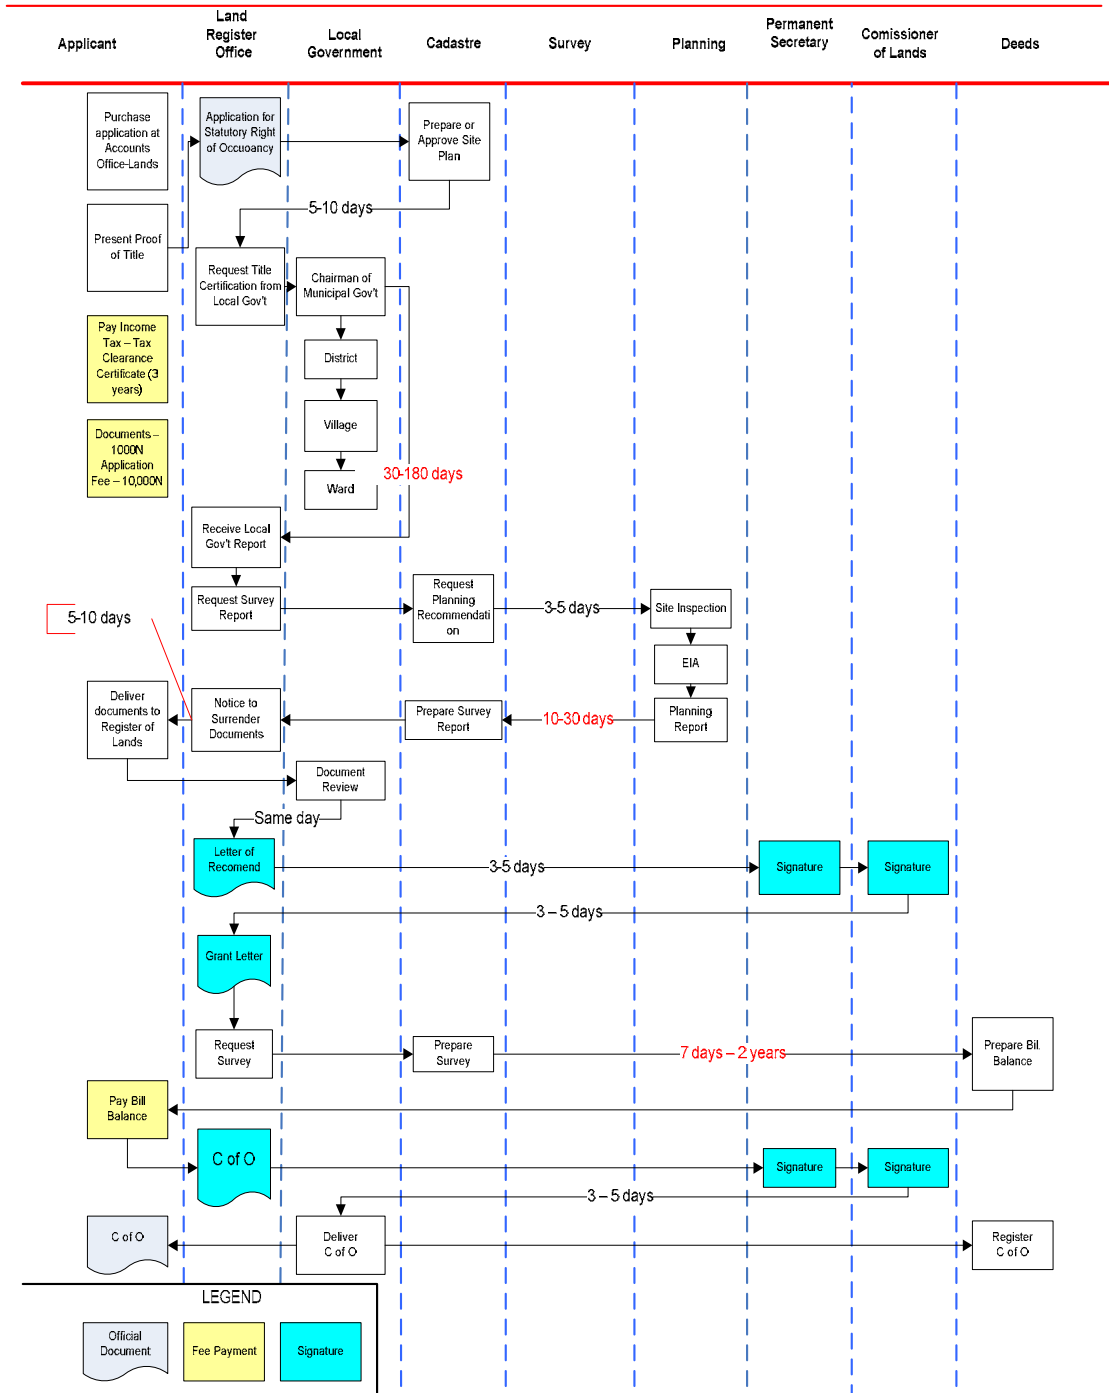 Applicant
Land
Register
Office
Local
Government
Cadastre
Survey
Planning
Permanent
Secretary
Comissioner
of Lands
Deeds
Purchase
application at
Accounts
Office-Lands
Application for
Statutory Right
of Occuoancy
Prepare or
Approve Site
Plan
5-10 days
Present Proof
of Title
Request Title
Certification from
Local Gov't
Chairman of
Municipal Gov't
Pay Income
Tax – Tax
Clearance
Certificate (3
years)
District
Village
Documents –
1000N
Application
Fee – 10,000N
30-180 days
Ward
Receive Local
Gov't Report
Request Survey
Report
Request
Planning
Recommendati
on
3-5 days
Site Inspection
5-10 days
EIA
Deliver
documents to
Register of
Lands
Notice to
Surrender
Documents
Prepare Survey
Report
10-30 days
Planning
Report
Document
Review
Same day
Letter of
Recomend
3-5 days
Signature
Signature
3 – 5 days
Grant Letter
Request
Survey
Prepare
Survey
7 days – 2 years
Prepare Bil.
Balance
Pay Bill
Balance
C of O
Signature
Signature
3 – 5 days
C of O
Deliver
C of O
Register
C of O
LEGEND
Official
Document
Fee Payment
Signature